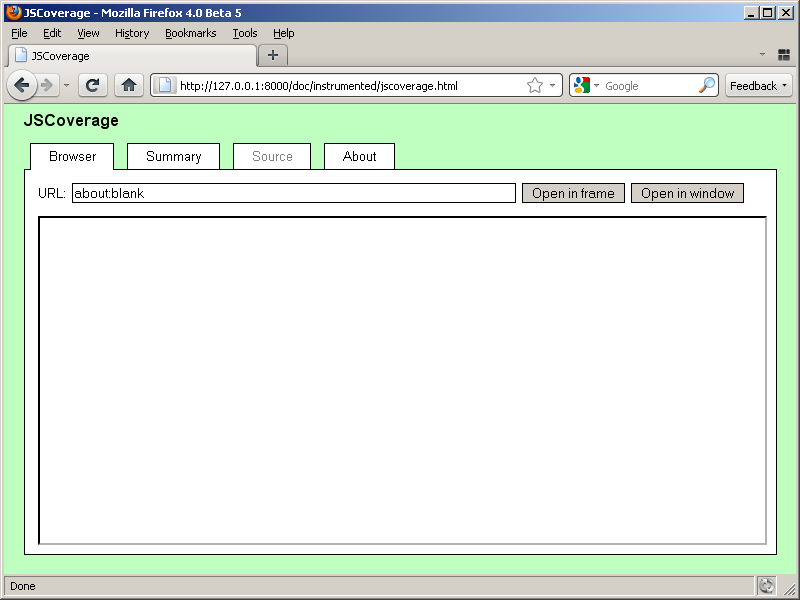 JSCoverage - Mozilla Firefox 4.0 Beta 5
File Edit View History Bookmarks Tools Help
JSCoverage
http://127.0.0.1:8000/doc/instrumented/jscoverage.html Google Feedback
JSCoverage
Browser Summary Source About
URL: about:blank Open in frame Open in window
Done